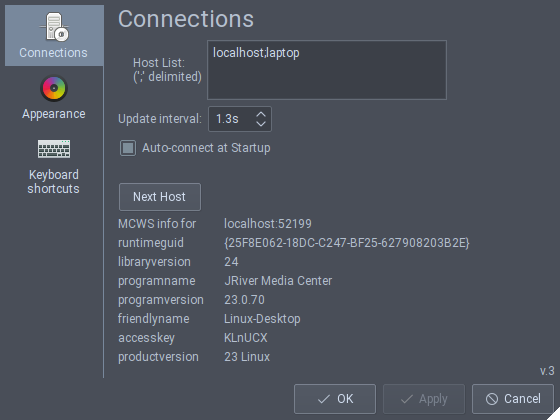 Connections
Appearance
Keyboard
shortcuts
Connections
Host List:
(';' delimited)
localhost;laptop
Update interval: 1.3s
Auto-connect at Startup
Next Host
MCWS info for localhost:52199
runtimeguid {25F8E062-18DC-C247-BF25-627908203B2E}
libraryversion 24
programname JRiver Media Center
programversion 23.0.70
friendlyname Linux-Desktop
accesskey KLnUCX
productversion 23 Linux
v.3
OK Apply Cancel